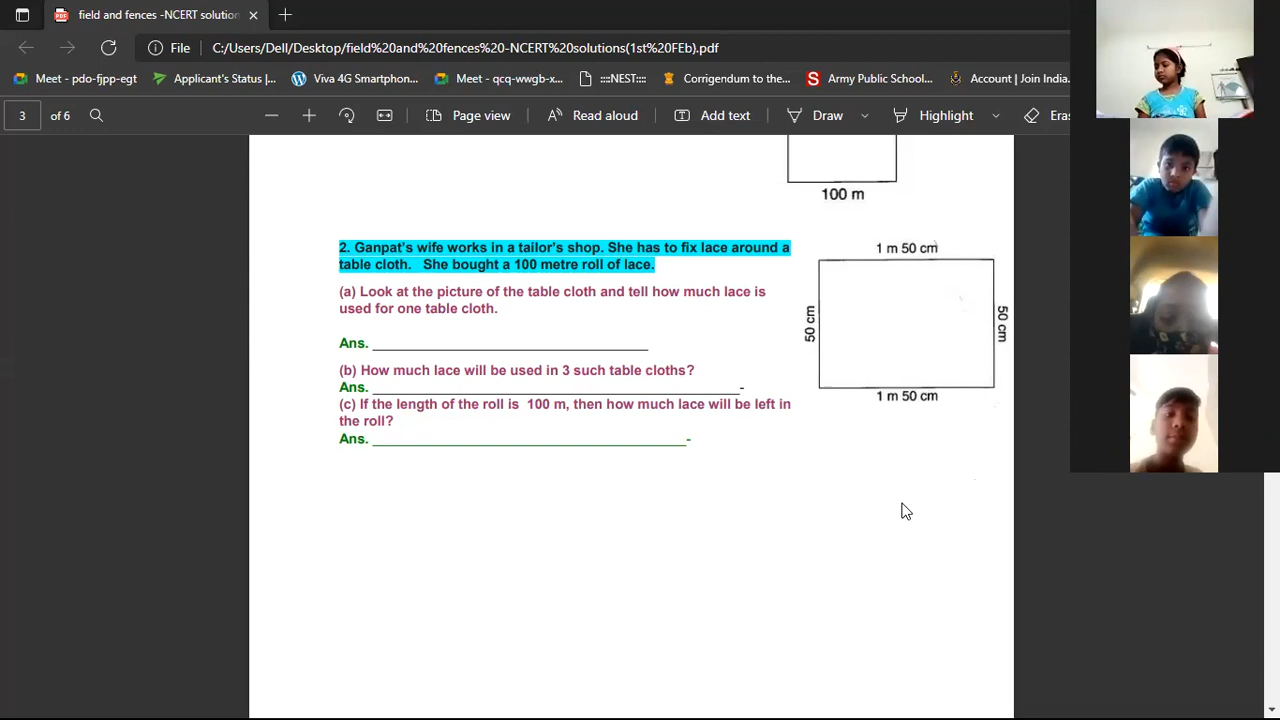 field and fences -NCERT solution
File
C:/Users/Dell/Desktop/field%20and%20fences%20-NCERT%20solutions(1st%20FEb).pdf
Meet - pdo-fjpp-egt
Applicant's Status |...
Viva 4G Smartphon...
Meet - qcq-wwtb-x...
::::NEST::::
Corrigendum to the...
Army Public School...
Account | Join India...
3 of 6
Page view
Read aloud
Add text
Draw
Highlight
Eras
100 m
2. Ganpat's wife works in a tailor's shop. She has to fix lace around a
table cloth. She bought a 100 metre roll of lace.
(a) Look at the picture of the table cloth and tell how much lace is
used for one table cloth.
Ans. ______________________________
(b) How much lace will be used in 3 such table cloths?
Ans. ________________________________________-
(c) If the length of the roll is 100 m, then how much lace will be left in
the roll?
Ans. __________________________________-
1 m 50 cm
50 cm
50 cm
1 m 50 cm